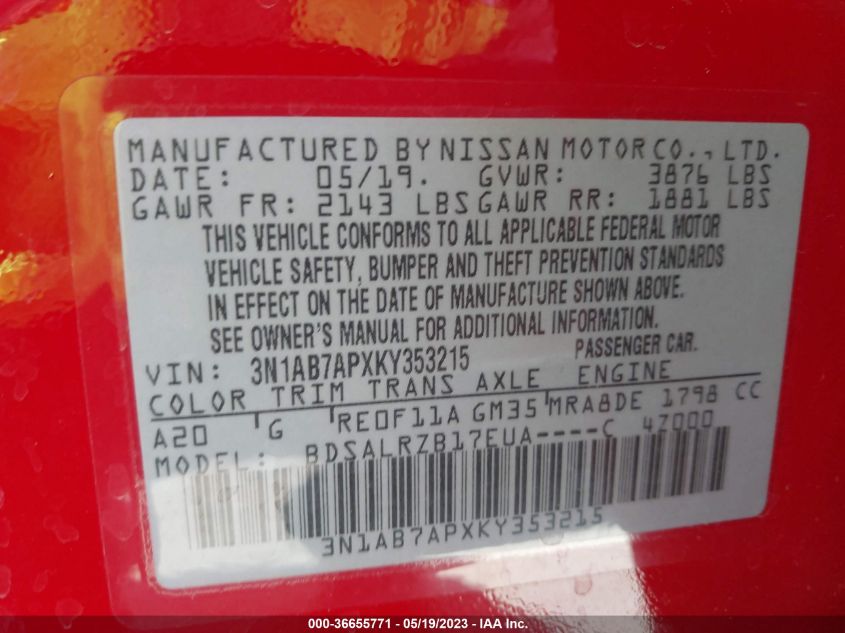 MANUFACTURED BY NISSAN MOTOR CO., LTD.
DATE: 05/19. GVWR: 3876 LBS
GAWR FR: 2143 LBS GAWR RR: 1881 LBS
THIS VEHICLE CONFORMS TO ALL APPLICABLE FEDERAL MOTOR
VEHICLE SAFETY, BUMPER AND THEFT PREVENTION STANDARDS
IN EFFECT ON THE DATE OF MANUFACTURE SHOWN ABOVE.
SEE OWNER'S MANUAL FOR ADDITIONAL INFORMATION.
VIN: 3N1AB7APXKY353215 PASSENGER CAR.
COLOR TRIM TRANS AXLE ENGINE
A20 G RE0F11A GM35 MRA8DE 1798 CC
MODEL: BDSALRZB17EUA----C 4Z000
3N1AB7APXKY353215
000-36655771 - 05/19/2023 - IAA Inc.